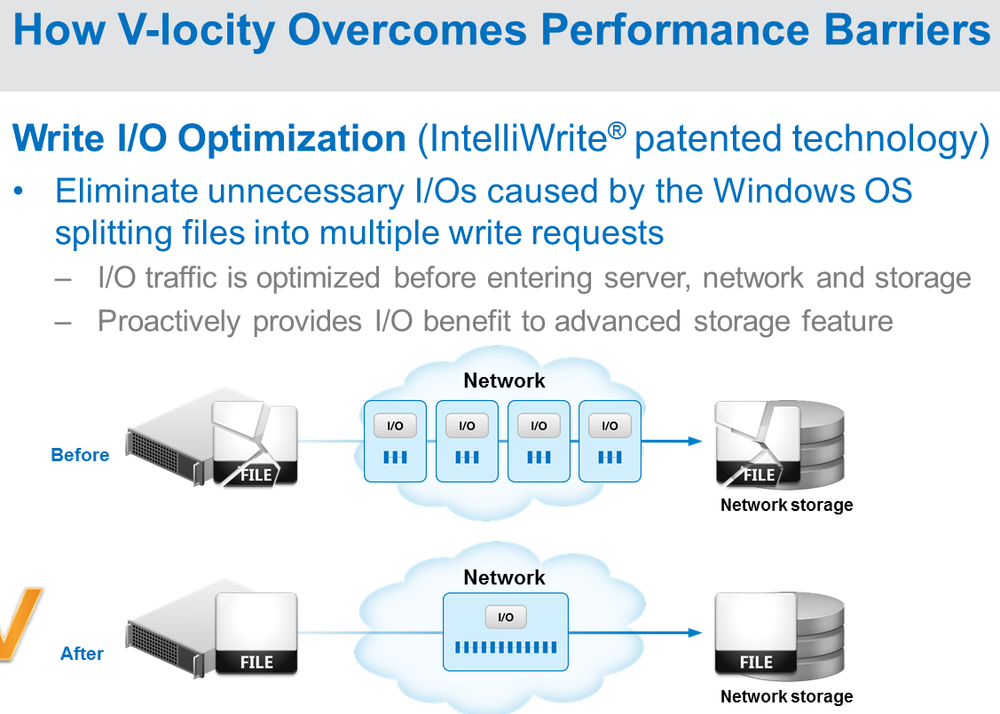 How V-locity Overcomes Performance Barriers
Write I/O Optimization (IntelliWrite® patented technology)
• Eliminate unnecessary I/Os caused by the Windows OS
splitting files into multiple write requests
– I/O traffic is optimized before entering server, network and storage
– Proactively provides I/O benefit to advanced storage feature
Network
I/O I/O I/O I/O
Before
FILE FILE
Network storage
Network
I/O
After
FILE FILE
Network storage